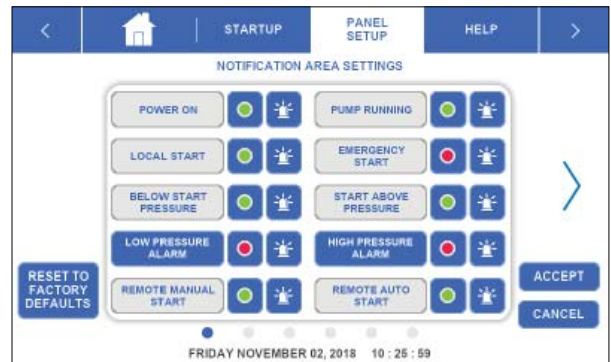 STARTUP
PANEL
SETUP
HELP
NOTIFICATION AREA SETTINGS
POWER ON
PUMP RUNNING
LOCAL START
EMERGENCY
START
BELOW START
PRESSURE
START ABOVE
PRESSURE
LOW PRESSURE
ALARM
HIGH PRESSURE
ALARM
REMOTE MANUAL
START
REMOTE AUTO
START
RESET TO
FACTORY
DEFAULTS
ACCEPT
CANCEL
FRIDAY NOVEMBER 02, 2018 10 : 25 : 59